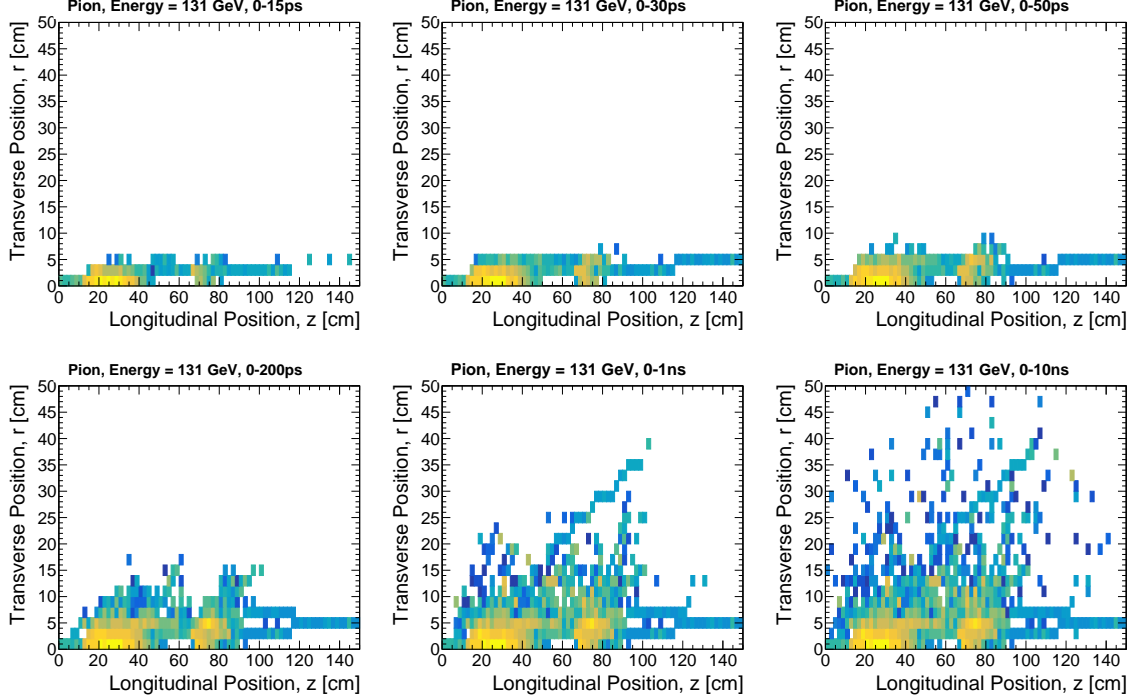 Pion, Energy = 131 GeV, 0-15ps
Transverse Position, r [cm]
50
45
40
35
30
25
20
15
10
5
0
0 20 40 60 80 100 120 140
Longitudinal Position, z [cm]
Pion, Energy = 131 GeV, 0-30ps
Transverse Position, r [cm]
50
45
40
35
30
25
20
15
10
5
0
0 20 40 60 80 100 120 140
Longitudinal Position, z [cm]
Pion, Energy = 131 GeV, 0-50ps
Transverse Position, r [cm]
50
45
40
35
30
25
20
15
10
5
0
0 20 40 60 80 100 120 140
Longitudinal Position, z [cm]
Pion, Energy = 131 GeV, 0-200ps
Transverse Position, r [cm]
50
45
40
35
30
25
20
15
10
5
0
0 20 40 60 80 100 120 140
Longitudinal Position, z [cm]
Pion, Energy = 131 GeV, 0-1ns
Transverse Position, r [cm]
50
45
40
35
30
25
20
15
10
5
0
0 20 40 60 80 100 120 140
Longitudinal Position, z [cm]
Pion, Energy = 131 GeV, 0-10ns
Transverse Position, r [cm]
50
45
40
35
30
25
20
15
10
5
0
0 20 40 60 80 100 120 140
Longitudinal Position, z [cm]